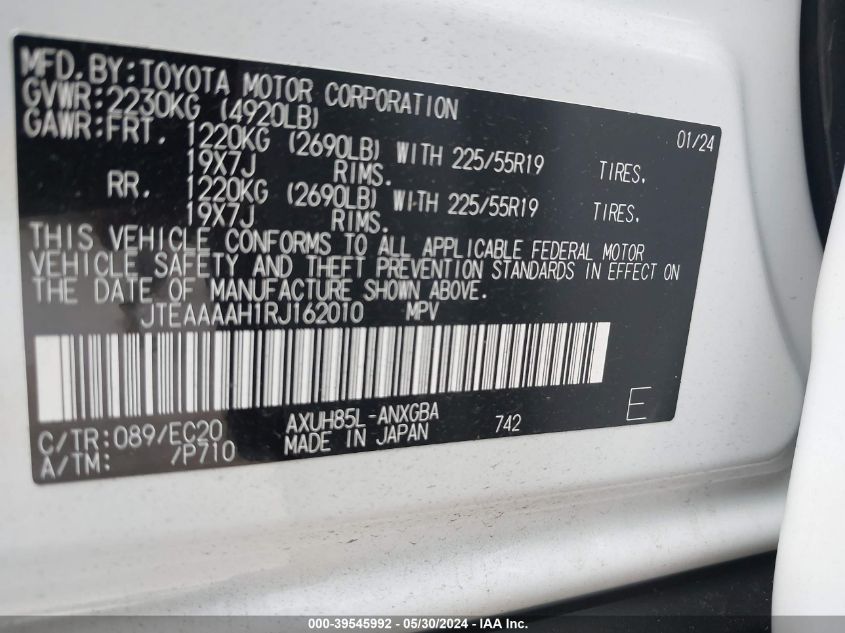 MFD.BY:TOYOTA MOTOR CORPORATION
GVWR:2230KG (4920LB) 01/24
GAWR:FRT. 1220KG (2690LB) WITH 225/55R19 TIRES.
19X7J RIMS.
RR. 1220KG (2690LB) WITH 225/55R19 TIRES.
19X7J RIMS.
THIS VEHICLE CONFORMS TO ALL APPLICABLE FEDERAL MOTOR
VEHICLE SAFETY AND THEFT PREVENTION STANDARDS IN EFFECT ON
THE DATE OF MANUFACTURE SHOWN ABOVE.
JTEAAAAH1RJ162010 MPV
C/TR:089/EC20 AXUH85L-ANXGBA 742 E
A/TM: /P710 MADE IN JAPAN
000-39545992 - 05/30/2024 - IAA Inc.